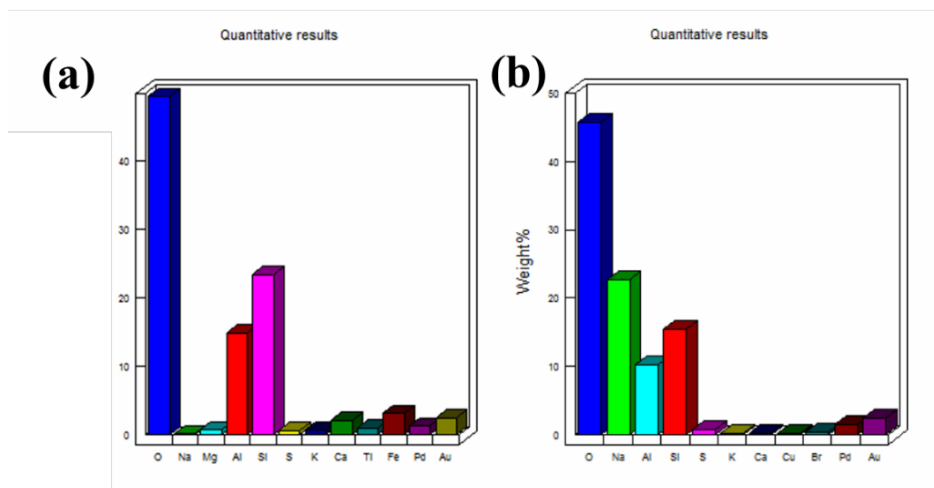 Quantitative results
(a)
40
30
20
10
0
O Na Mg Al Si S K Ca Ti Fe Pd Au
Quantitative results
(b)
Weight%
50
40
30
20
10
0
O Na Al Si S K Ca Cu Br Pd Au